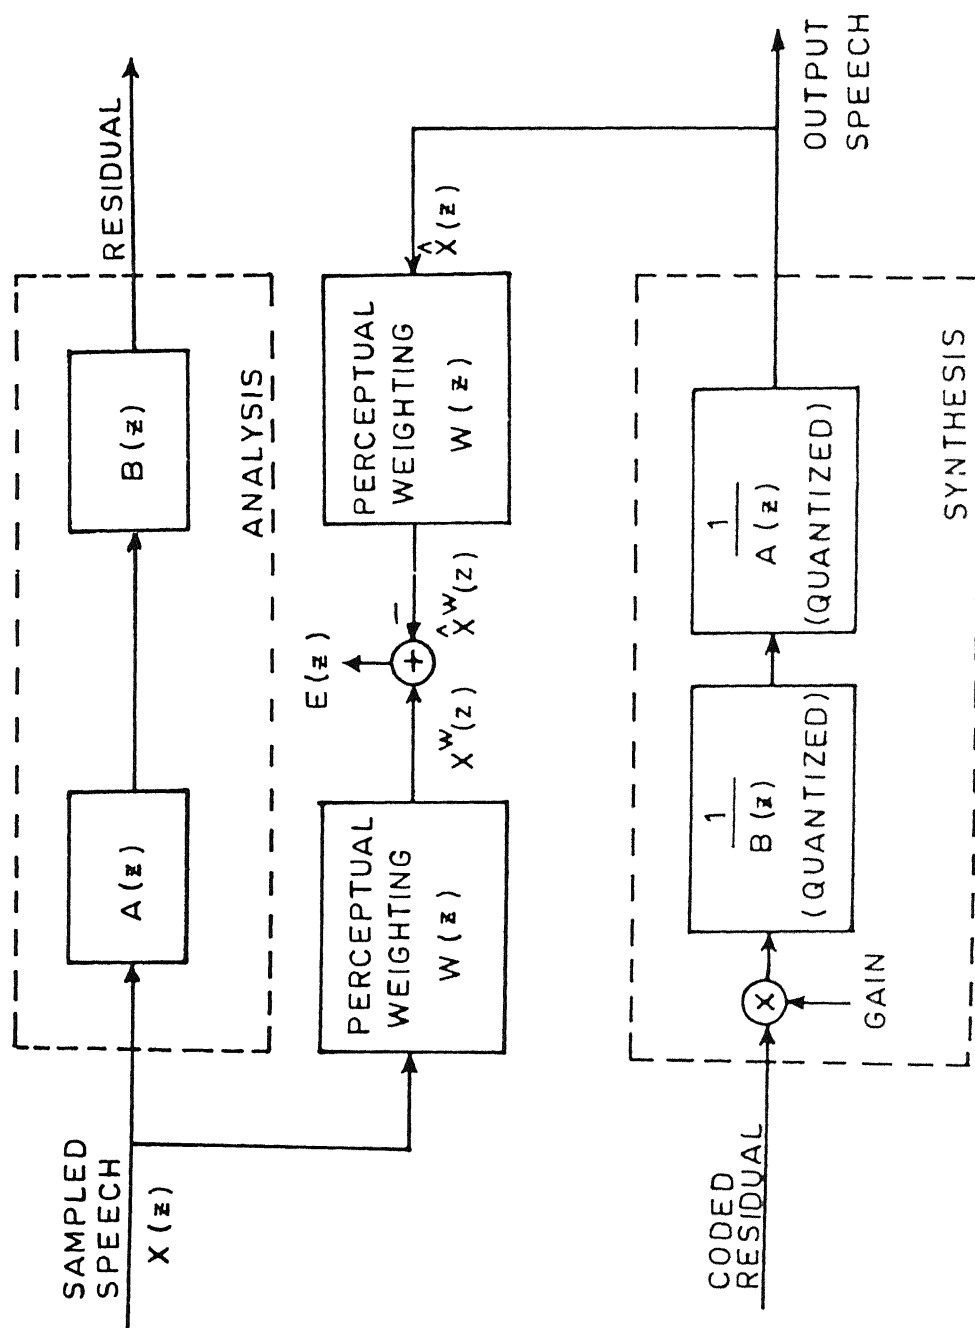 SAMPLED
SPEECH
X(z)
A(z)
B(z)
RESIDUAL
ANALYSIS
PERCEPTUAL
WEIGHTING
W(z)
X^W(z)
E(z)
+
−
X̂^W(z)
PERCEPTUAL
WEIGHTING
W(z)
X̂(z)
CODED
RESIDUAL
X
GAIN
1
B(z)
(QUANTIZED)
1
A(z)
(QUANTIZED)
SYNTHESIS
OUTPUT
SPEECH